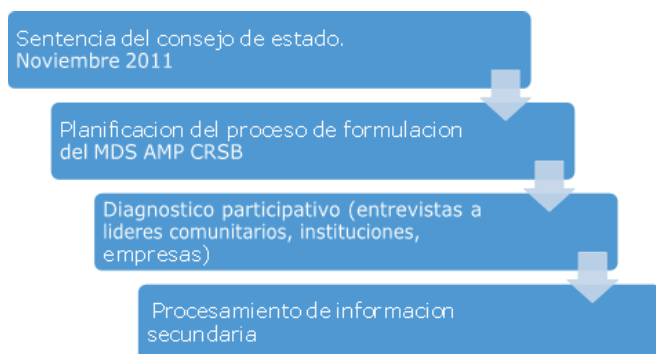 Sentencia del consejo de estado.
Noviembre 2011
Planificacion del proceso de formulacion
del MDS AMP CRSB
Diagnostico participativo (entrevistas a
lideres comunitarios, instituciones,
empresas)
Procesamiento de informacion
secundaria